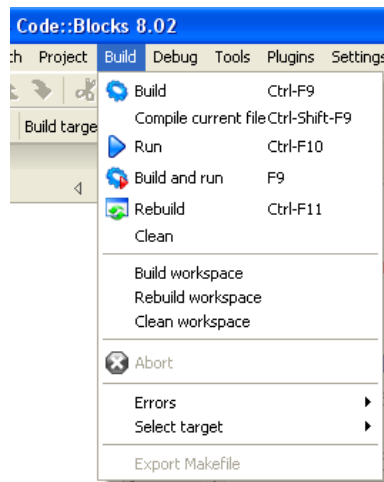 Code::Blocks 8.02
ch Project Build Debug Tools Plugins Settings
Build targe
Build Ctrl-F9
Compile current file Ctrl-Shift-F9
Run Ctrl-F10
Build and run F9
Rebuild Ctrl-F11
Clean
Build workspace
Rebuild workspace
Clean workspace
Abort
Errors
Select target
Export Makefile